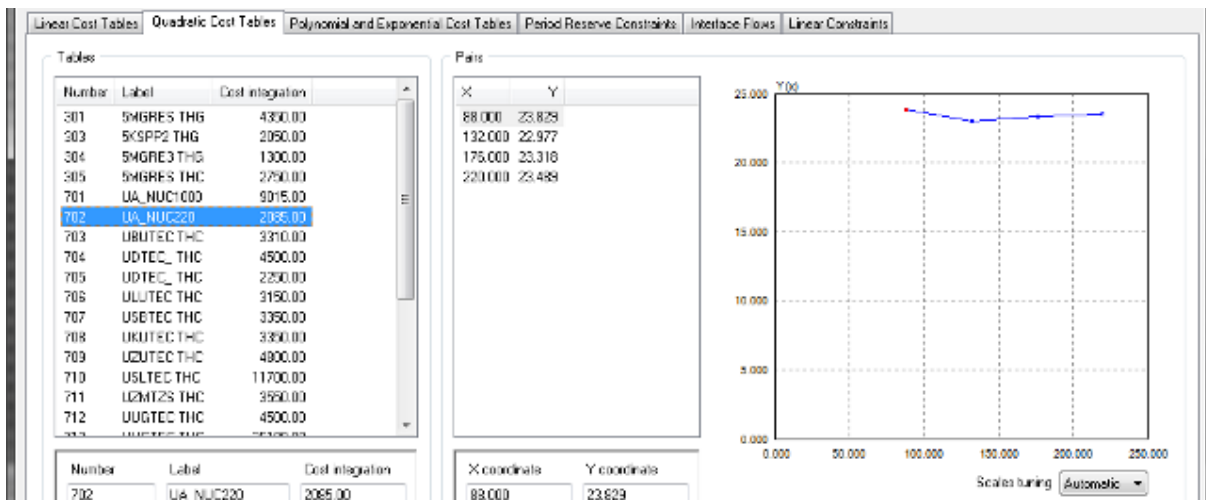 Linear Cost Tables Quadratic Cost Tables Polynomial and Exponential Cost Tables Period Reserve Constraints Interface Flows Linear Constraints
Tables
Number Label Cost integration
301 5MGRES THG 4350.00
303 5KSPP2 THG 2050.00
304 5MGRE3 THG 1300.00
305 5MGRES THC 2750.00
701 UA_NUC1000 9015.00
702 UA_NUC220 2085.00
703 UBUTEC THC 3310.00
704 UDTEC_ THC 4500.00
705 UDTEC_ THC 2250.00
706 ULUTEC THC 3150.00
707 USBTEC THC 3350.00
708 UKUTEC THC 3350.00
709 UZUTEC THC 4800.00
710 USLTEC THC 11700.00
711 UZMTZS THC 3550.00
712 UUGTEC THC 4500.00
Number Label Cost integration
702 UA_NUC220 2085.00
Pairs
X Y
88.000 23.829
132.000 22.977
176.000 23.318
220.000 23.489
X coordinate Y coordinate
88.000 23.829
Y(X)
25.000
20.000
15.000
10.000
5.000
0.000
0.000 50.000 100.000 150.000 200.000 250.000
Scales tuning Automatic